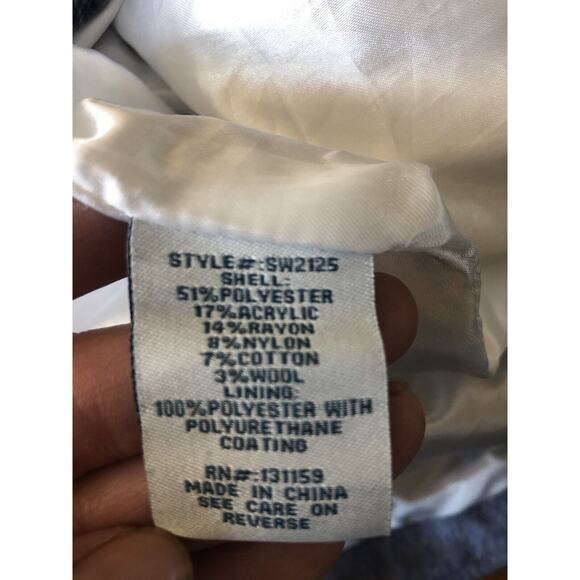 STYLE#:SW2125
SHELL:
51%POLYESTER
17%ACRYLIC
14%RAYON
8%NYLON
7%COTTON
3%WOOL
LINING:
100%POLYESTER WITH
POLYURETHANE
COATING
RN#:131159
MADE IN CHINA
SEE CARE ON
REVERSE